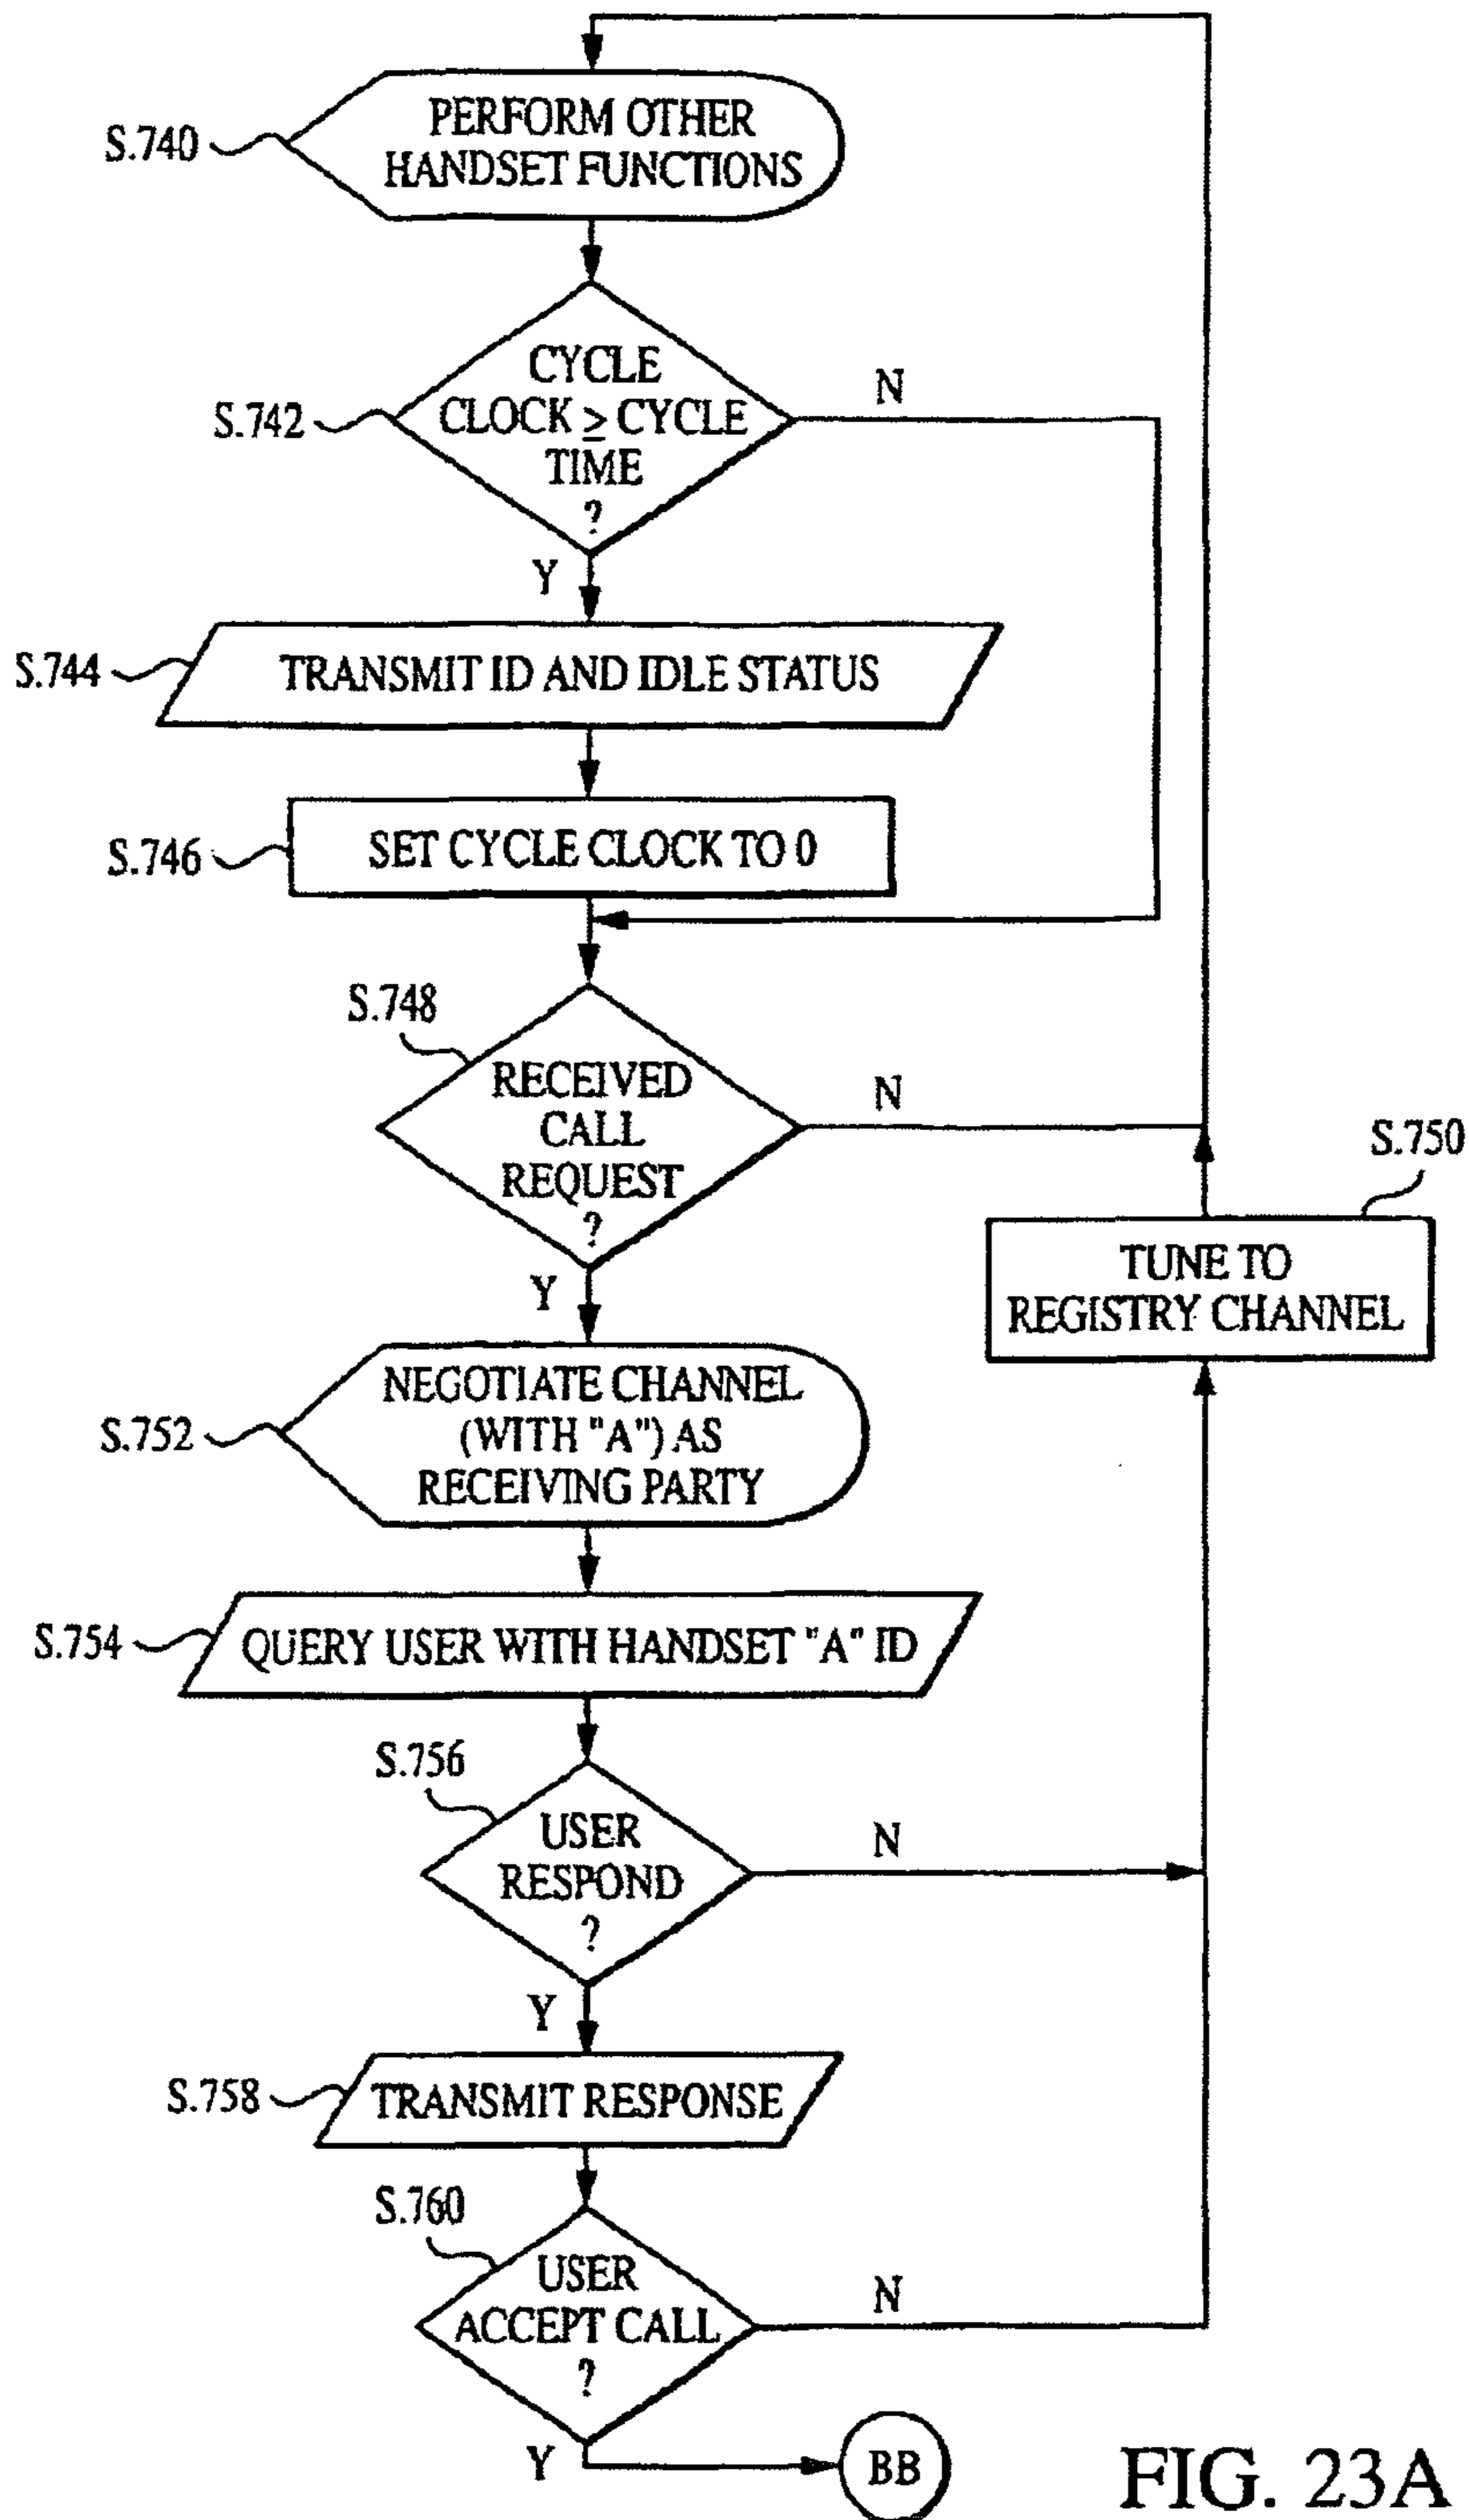 S.740
PERFORM OTHER
HANDSET FUNCTIONS
S.742
CYCLE
CLOCK ≥ CYCLE
TIME
?
N
Y
S.744
TRANSMIT ID AND IDLE STATUS
S.746
SET CYCLE CLOCK TO 0
S.748
RECEIVED
CALL
REQUEST
?
N
Y
S.750
TUNE TO
REGISTRY CHANNEL
S.752
NEGOTIATE CHANNEL
(WITH "A") AS
RECEIVING PARTY
S.754
QUERY USER WITH HANDSET "A" ID
S.756
USER
RESPOND
?
N
Y
S.758
TRANSMIT RESPONSE
S.760
USER
ACCEPT CALL
?
N
Y
BB
FIG. 23A